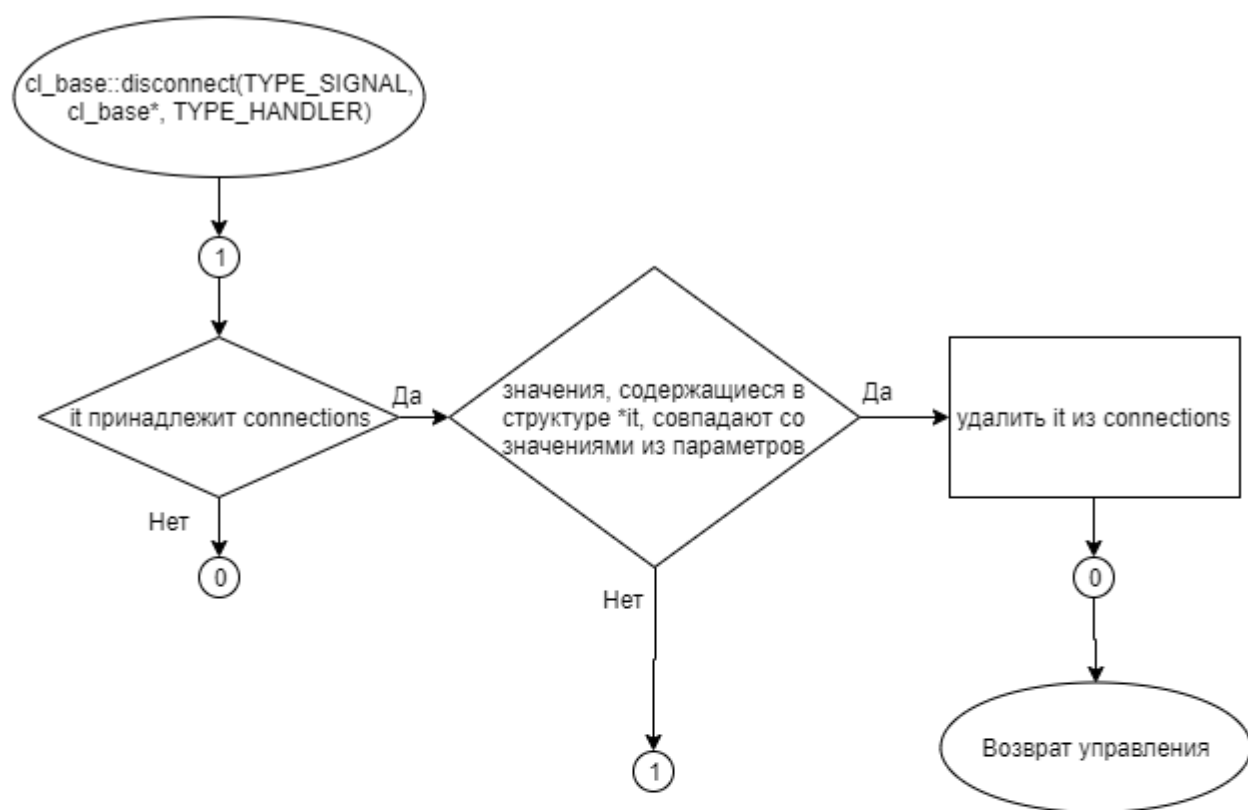 cl_base::disconnect(TYPE_SIGNAL,
cl_base*, TYPE_HANDLER)
1
it принадлежит connections
Да
Нет
0
значения, содержащиеся в
структуре *it, совпадают со
значениями из параметров
Да
Нет
1
удалить it из connections
0
Возврат управления